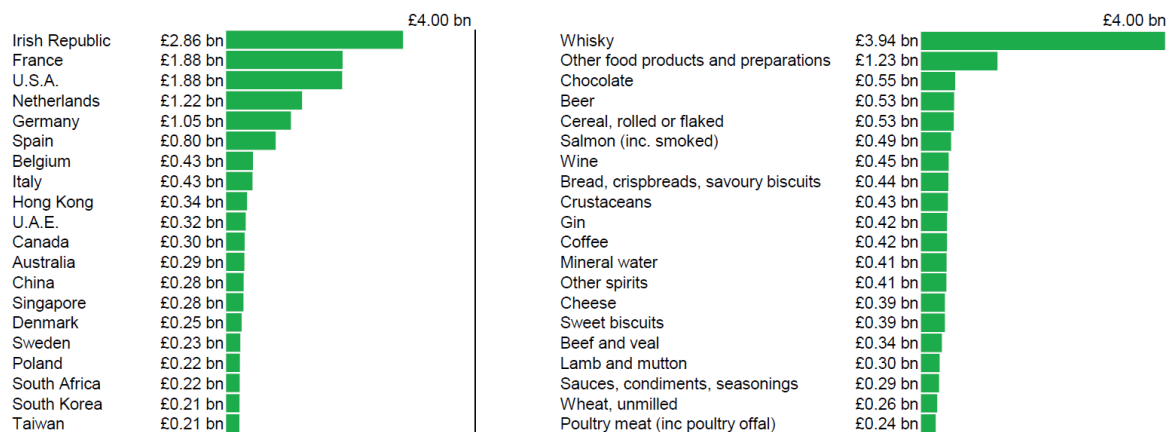 £4.00 bn
Irish Republic £2.86 bn
France £1.88 bn
U.S.A. £1.88 bn
Netherlands £1.22 bn
Germany £1.05 bn
Spain £0.80 bn
Belgium £0.43 bn
Italy £0.43 bn
Hong Kong £0.34 bn
U.A.E. £0.32 bn
Canada £0.30 bn
Australia £0.29 bn
China £0.28 bn
Singapore £0.28 bn
Denmark £0.25 bn
Sweden £0.23 bn
Poland £0.22 bn
South Africa £0.22 bn
South Korea £0.21 bn
Taiwan £0.21 bn
£4.00 bn
Whisky £3.94 bn
Other food products and preparations £1.23 bn
Chocolate £0.55 bn
Beer £0.53 bn
Cereal, rolled or flaked £0.53 bn
Salmon (inc. smoked) £0.49 bn
Wine £0.45 bn
Bread, crispbreads, savoury biscuits £0.44 bn
Crustaceans £0.43 bn
Gin £0.42 bn
Coffee £0.42 bn
Mineral water £0.41 bn
Other spirits £0.41 bn
Cheese £0.39 bn
Sweet biscuits £0.39 bn
Beef and veal £0.34 bn
Lamb and mutton £0.30 bn
Sauces, condiments, seasonings £0.29 bn
Wheat, unmilled £0.26 bn
Poultry meat (inc poultry offal) £0.24 bn